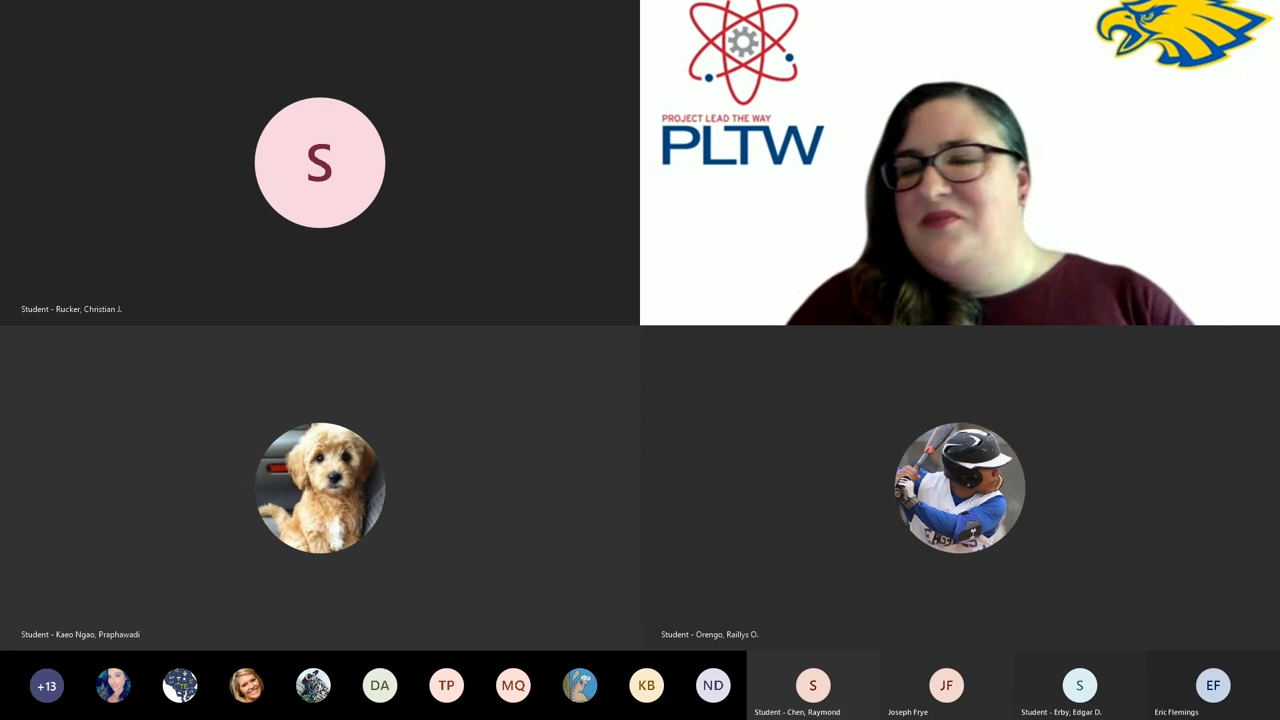 S
Student - Rucker, Christian J.
PROJECT LEAD THE WAY
PLTW
Student - Kaeo Ngao, Praphawadi
Student - Orengo, Raillys O.
+13
DA
TP
MQ
KB
ND
S
Student - Chen, Raymond
JF
Joseph Frye
S
Student - Erby, Edgar D.
EF
Eric Flemings